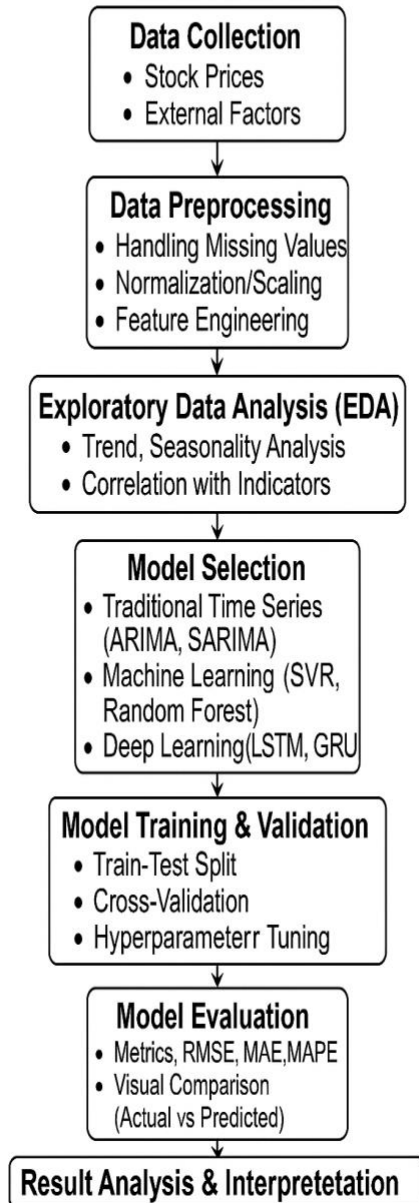 Data Collection
• Stock Prices
• External Factors
Data Preprocessing
• Handling Missing Values
• Normalization/Scaling
• Feature Engineering
Exploratory Data Analysis (EDA)
• Trend, Seasonality Analysis
• Correlation with Indicators
Model Selection
• Traditional Time Series
(ARIMA, SARIMA)
• Machine Learning (SVR,
Random Forest)
• Deep Learning(LSTM, GRU
Model Training & Validation
• Train-Test Split
• Cross-Validation
• Hyperparameterr Tuning
Model Evaluation
• Metrics, RMSE, MAE,MAPE
• Visual Comparison
(Actual vs Predicted)
Result Analysis & Interpretetation